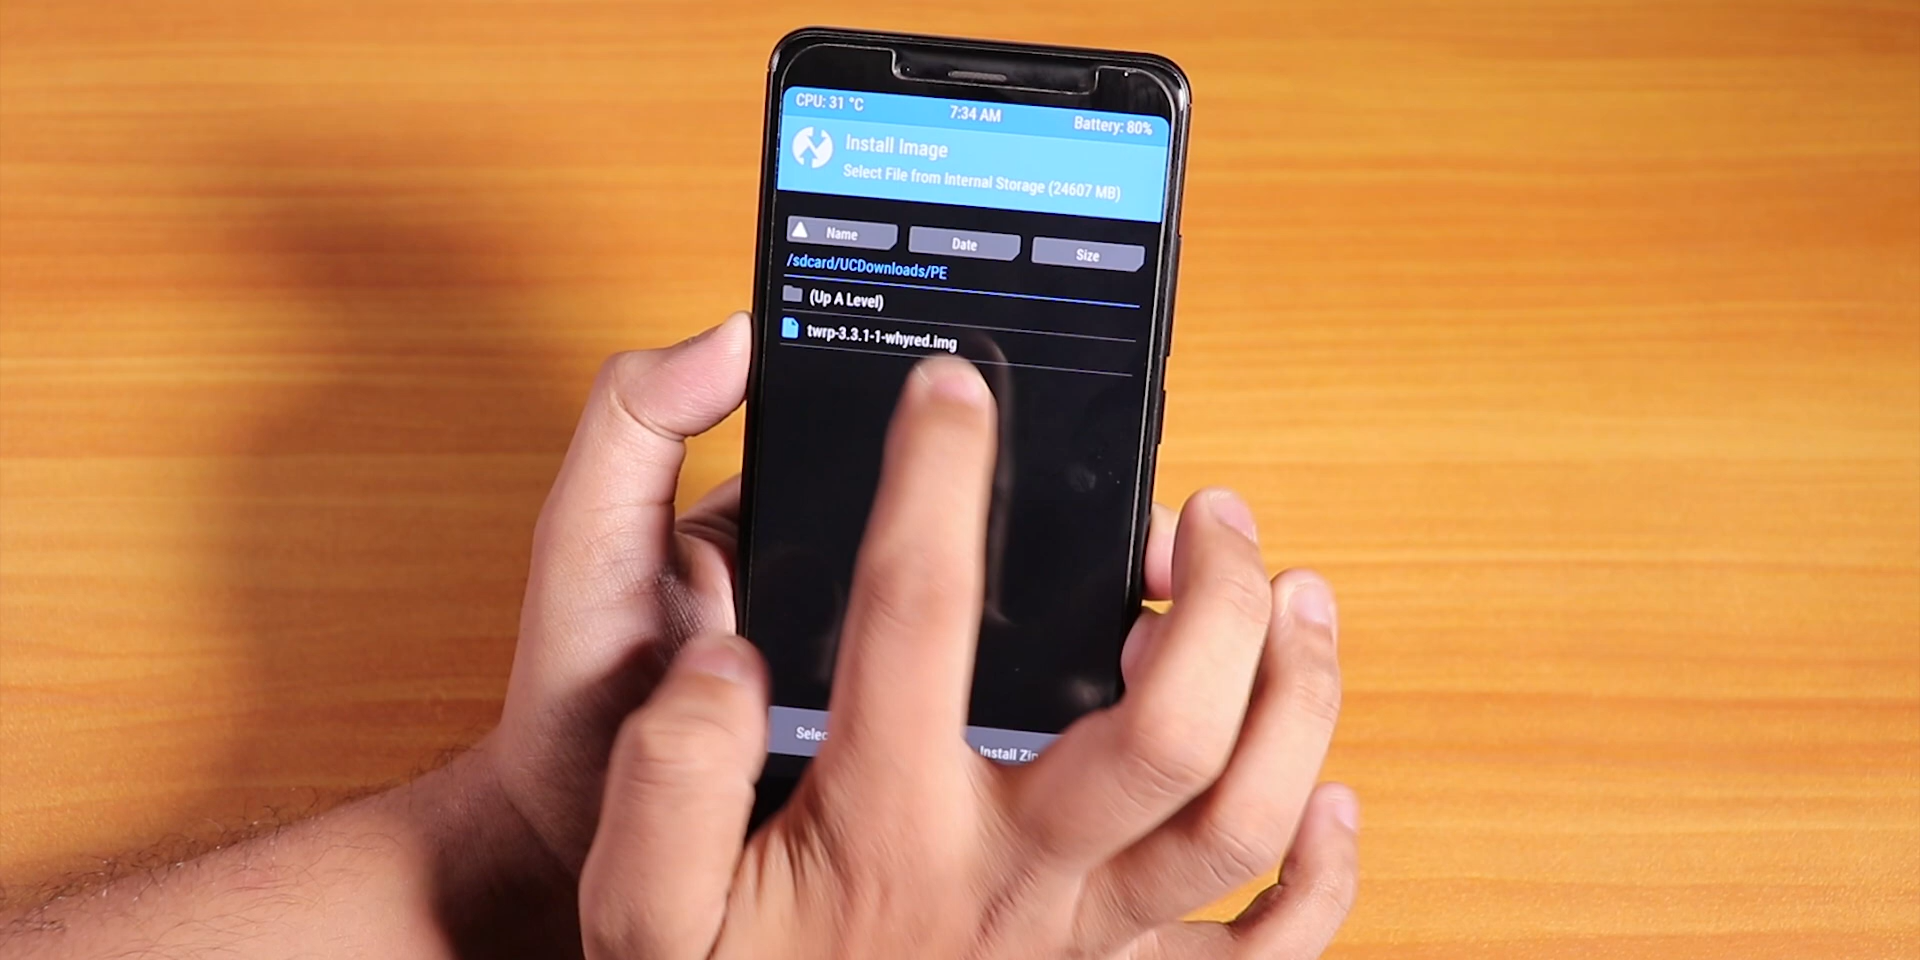 CPU: 31 °C 7:34 AM Battery: 80%
Install Image
Select File from Internal Storage (24607 MB)
Name Date Size
/sdcard/UCDownloads/PE
(Up A Level)
twrp-3.3.1-1-whyred.img
Install